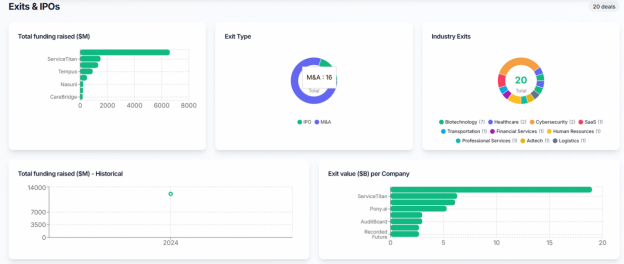 Exits & IPOs
20 deals
Total funding raised ($M)
ServiceTitan
Tempus
Natura
CareBridge
0 2000 4000 6000 8000
Exit Type
M&A : 16
Total
IPO M&A
Industry Exits
20
Total
Biotechnology (7) Healthcare (2) Cybersecurity (2) SaaS (1)
Transportation (1) Financial Services (1) Human Resources (1)
Professional Services (1) Adtech (1) Logistics (1)
Total funding raised ($M) - Historical
14000
7000
3500
0
2024
Exit value ($B) per Company
ServiceTitan
Pony.ai
AuditBoard
Recorded
Future
0 5 10 15 20